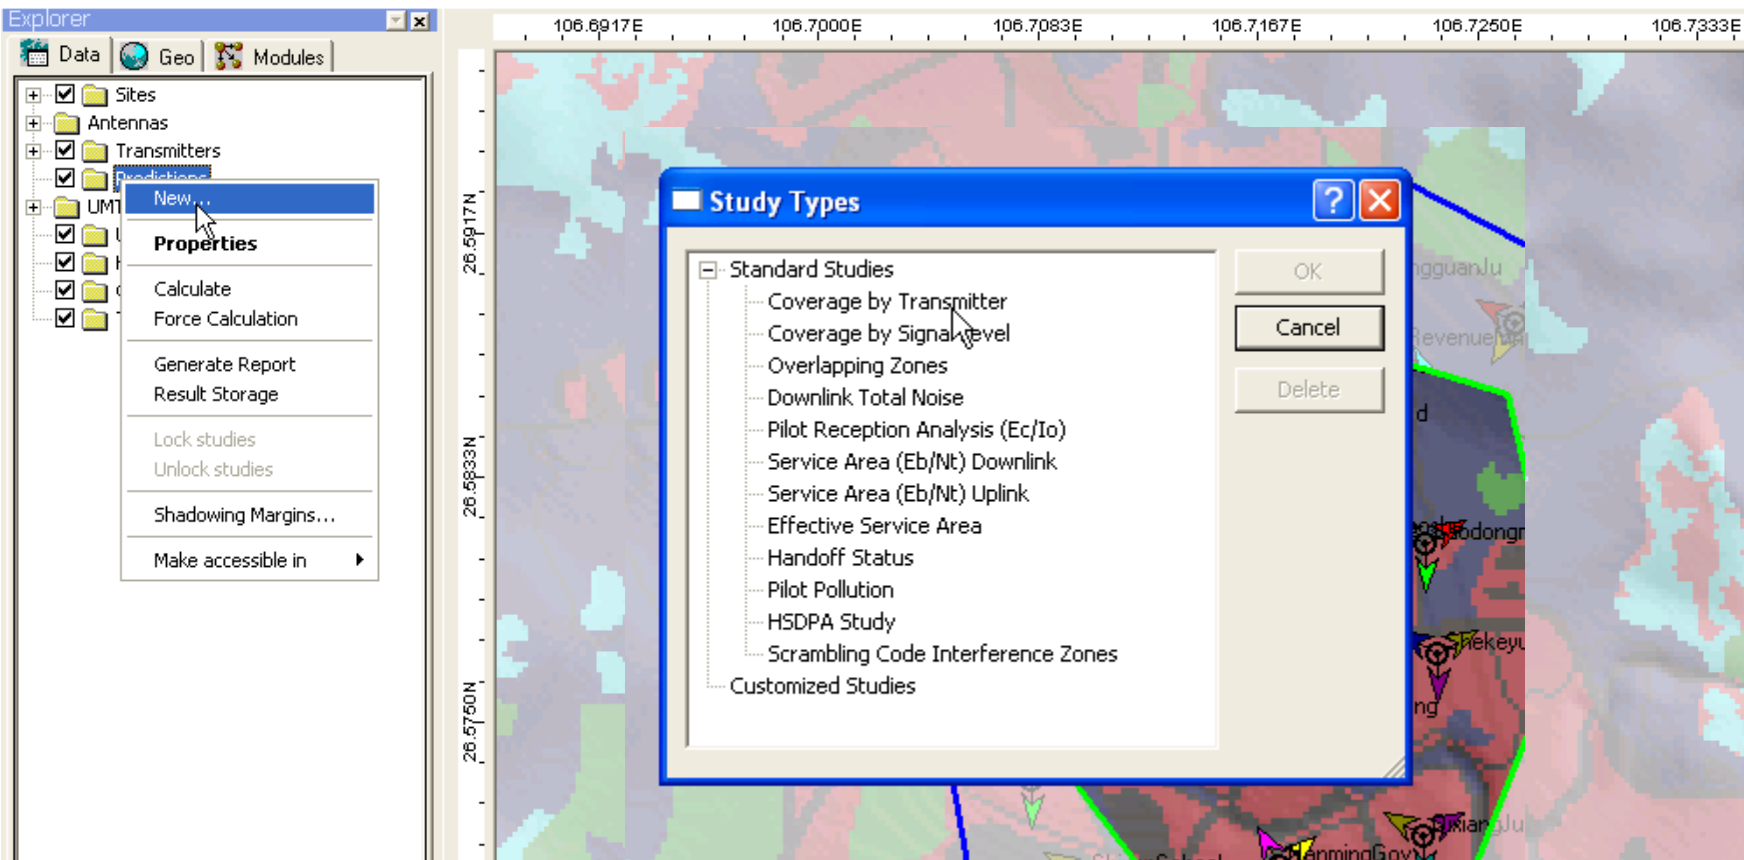 Explorer
106.6917E 106.7000E 106.7083E 106.7167E 106.7250E 106.7333E
Data Geo Modules
Sites
Antennas
Transmitters
Predictions
New...
Properties
Calculate
Force Calculation
Generate Report
Result Storage
Lock studies
Unlock studies
Shadowing Margins...
Make accessible in
26.5917N
26.5833N
26.5750N
Study Types
Standard Studies
Coverage by Transmitter
Coverage by Signal Level
Overlapping Zones
Downlink Total Noise
Pilot Reception Analysis (Ec/Io)
Service Area (Eb/Nt) Downlink
Service Area (Eb/Nt) Uplink
Effective Service Area
Handoff Status
Pilot Pollution
HSDPA Study
Scrambling Code Interference Zones
Customized Studies
OK
Cancel
Delete